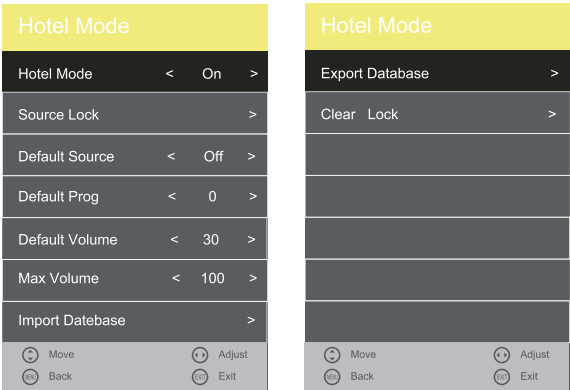 Hotel Mode
Hotel Mode < On >
Source Lock >
Default Source < Off >
Default Prog < 0 >
Default Volume < 30 >
Max Volume < 100 >
Import Datebase >
Move Adjust
MENU Back EXIT Exit
Hotel Mode
Export Database >
Clear Lock >
Move Adjust
MENU Back EXIT Exit